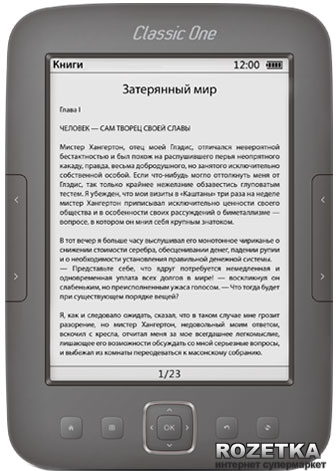 Classic One
Книги 12:00
Затерянный мир
Глава I
ЧЕЛОВЕК — САМ ТВОРЕЦ СВОЕЙ СЛАВЫ
Мистер Хангертон, отец моей Глэдис, отличался невероятной
бестактностью и был похож на распушившего перья неопрятного
какаду, правда, весьма добродушного, но занятого исключительно
собственной особой. Если что-нибудь могло оттолкнуть меня от
Глэдис, так только крайнее нежелание обзавестись глуповатым
тестем. Я убежден, что мои визиты в «Каштаны» три раза на неделе
мистер Хангертон приписывал исключительно ценности своего
общества и в особенности своих рассуждений о биметаллизме —
вопросе, в котором он мнил себя крупным знатоком.
В тот вечер я больше часу выслушивал его монотонное чириканье о
снижении стоимости серебра, обесценивании денег, падении рупии
и о необходимости установления правильной денежной системы.
— Представьте себе, что вдруг потребуется немедленная и
одновременная уплата всех долгов в мире! — воскликнул он
слабеньким, но преисполненным ужаса голосом. — Что тогда будет
при существующем порядке вещей?
Я, как и следовало ожидать, сказал, что в таком случае мне грозит
разорение, но мистер Хангертон, недовольный моим ответом,
вскочил с кресла, отчитал меня за мое всегдашнее легкомыслие,
лишающее его возможности обсуждать со мной серьезные вопросы,
и выбежал из комнаты переодеваться к масонскому собранию.
1/23
OK
ROZETKA
интернет супермаркет